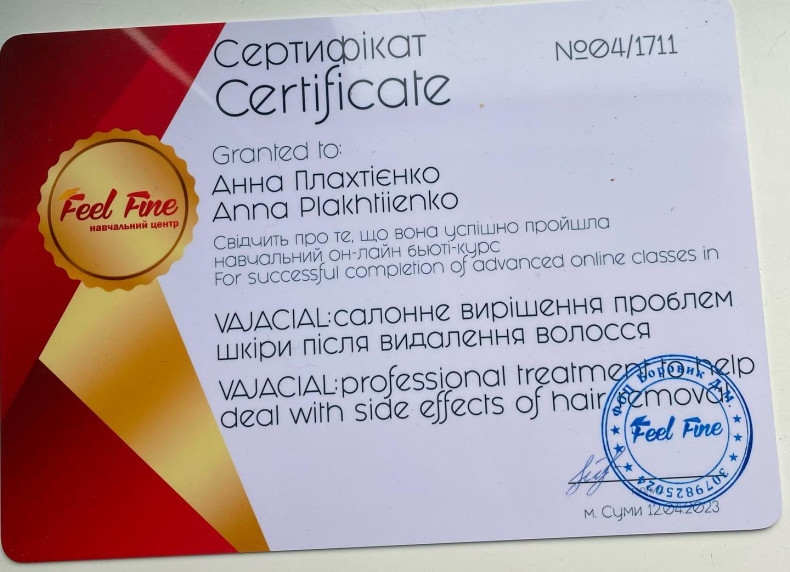 Сертифікат
№04/1711
Certificate
Granted to:
Анна Плахтієнко
Anna Plakhtiienko
Feel Fine
навчальний центр
Свідчить про те, що вона успішно пройшла
навчальний он-лайн бьюті-курс
For successful completion of advanced online classes in
VAJACIAL:салонне вирішення проблем
шкіри після видалення волосся
VAJACIAL:professional treatment to help
deal with side effects of hair removal
ФОП Боровик Д.М.
Feel Fine
3079825024
м. Суми 12.04.2023